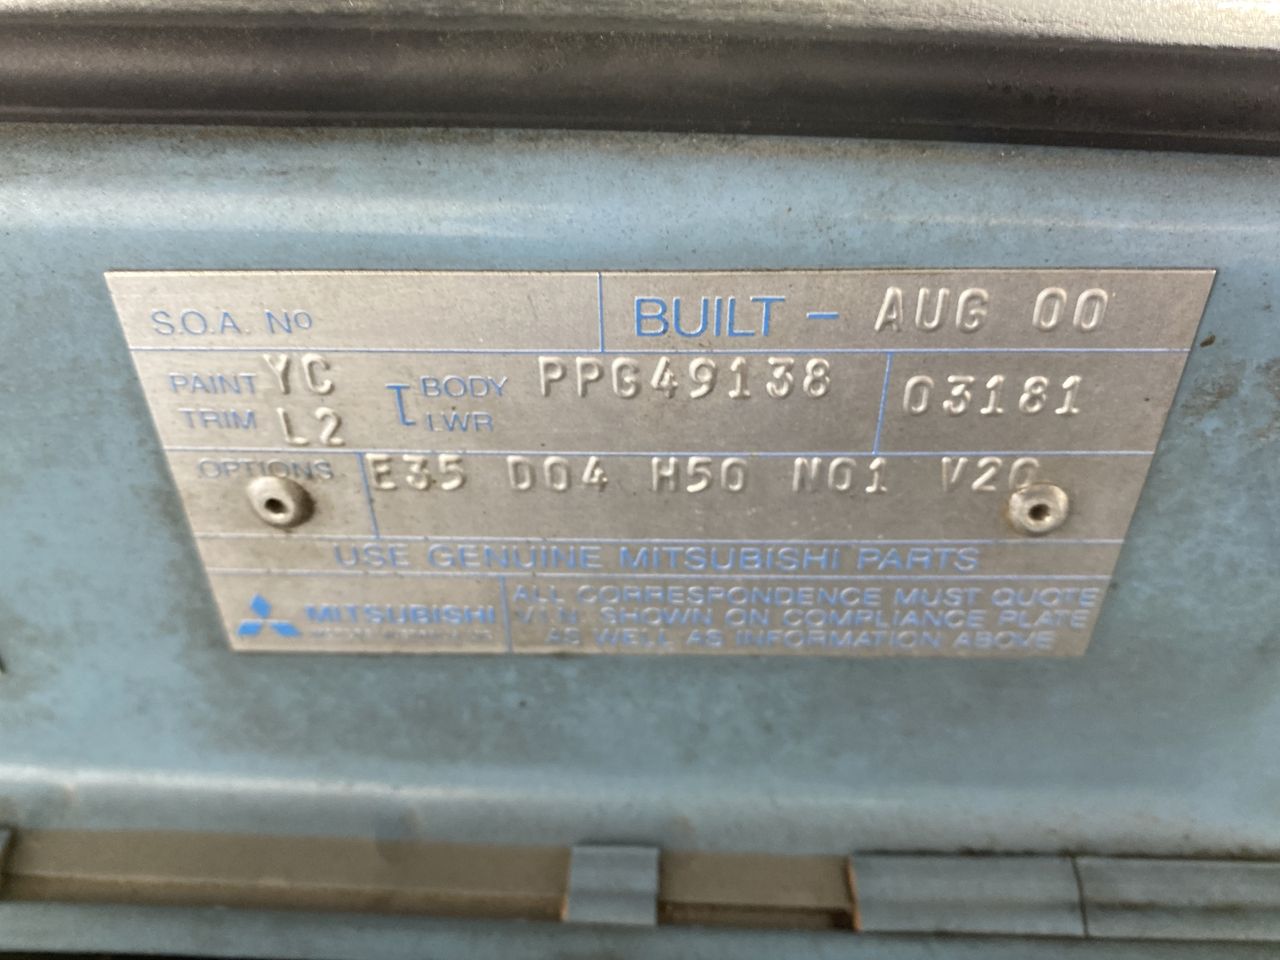 S.O.A. No BUILT - AUG 00
PAINT YC BODY PPG49138 03181
TRIM L2 LWR
OPTIONS E35 D04 H50 N01 V20
USE GENUINE MITSUBISHI PARTS
MITSUBISHI
ALL CORRESPONDENCE MUST QUOTE
V.I.N. SHOWN ON COMPLIANCE PLATE
AS WELL AS INFORMATION ABOVE